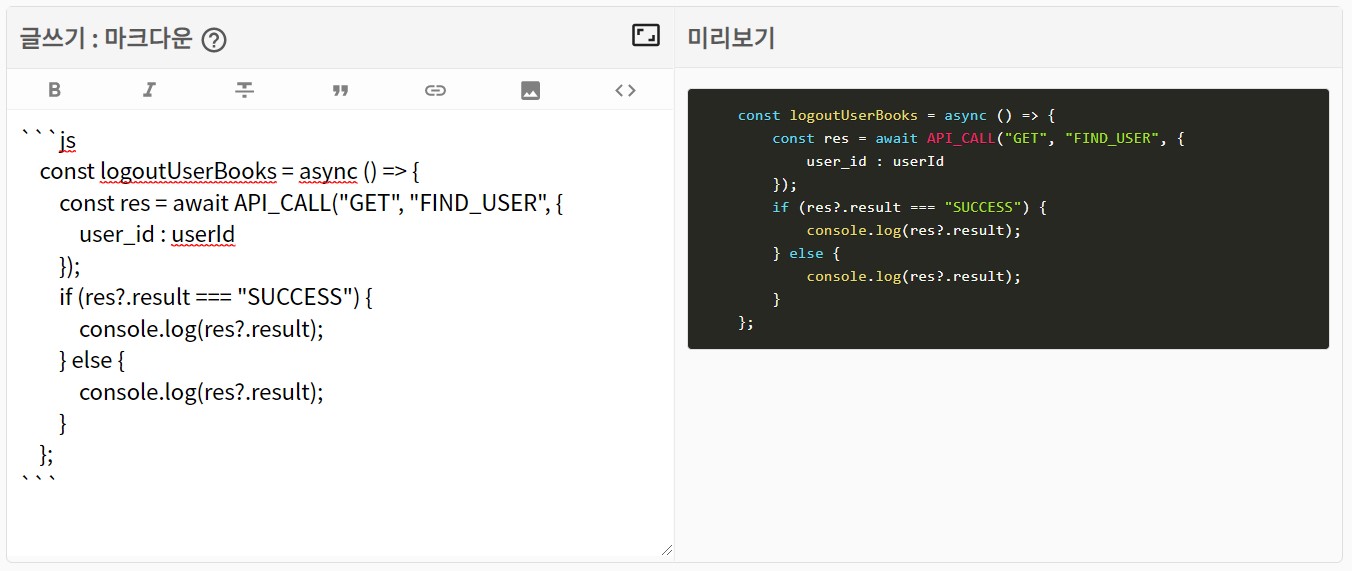 글쓰기 : 마크다운 ?
B I
```js
    const logoutUserBooks = async () => {
        const res = await API_CALL("GET", "FIND_USER", {
            user_id : userId
        });
        if (res?.result === "SUCCESS") {
            console.log(res?.result);
        } else {
            console.log(res?.result);
        }
    };
```
미리보기
    const logoutUserBooks = async () => {
        const res = await API_CALL("GET", "FIND_USER", {
            user_id : userId
        });
        if (res?.result === "SUCCESS") {
            console.log(res?.result);
        } else {
            console.log(res?.result);
        }
    };